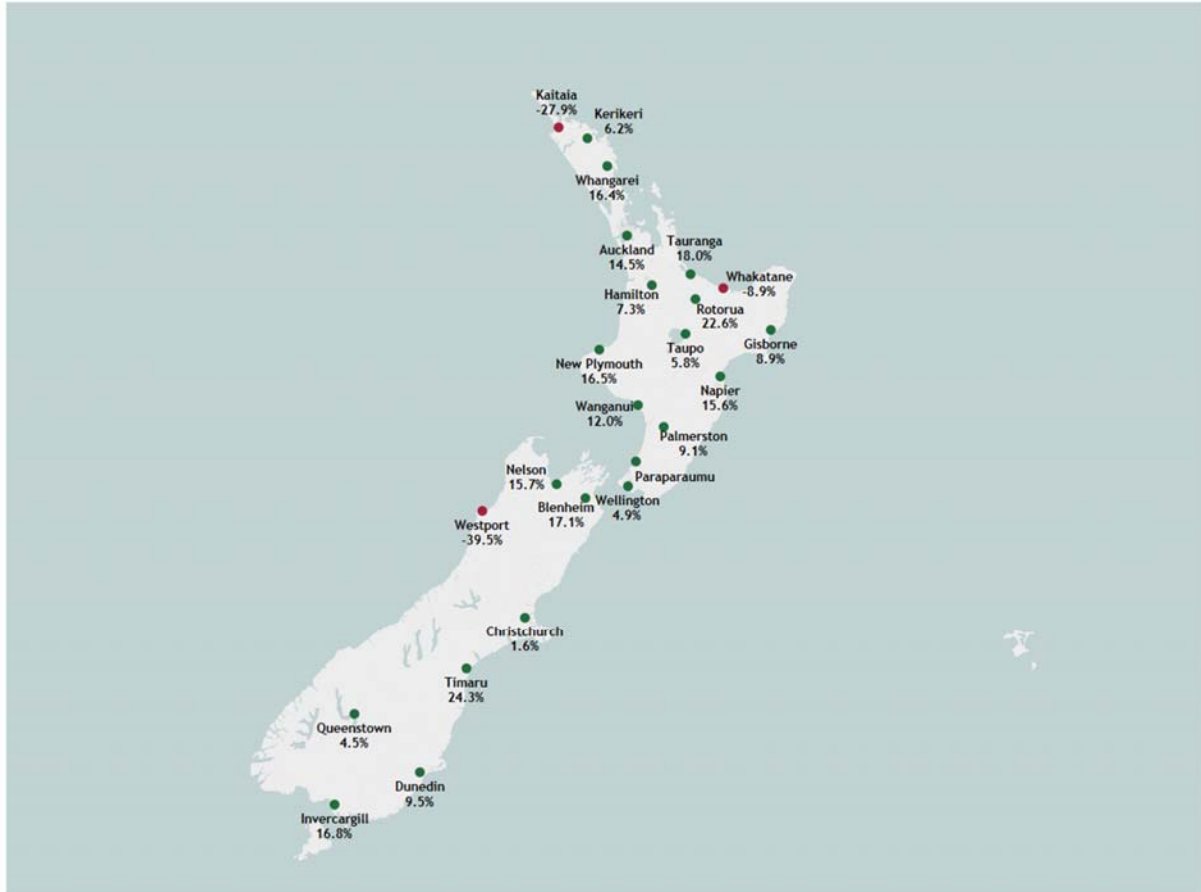 Kaitaia
-27.9%
Kerikeri
6.2%
Whangarei
16.4%
Auckland
14.5%
Tauranga
18.0%
Whakatane
-8.9%
Hamilton
7.3%
Rotorua
22.6%
Gisborne
8.9%
Taupo
5.8%
New Plymouth
16.5%
Napier
15.6%
Wanganui
12.0%
Palmerston
9.1%
Paraparaumu
Nelson
15.7%
Blenheim
17.1%
Wellington
4.9%
Westport
-39.5%
Christchurch
1.6%
Timaru
24.3%
Queenstown
4.5%
Dunedin
9.5%
Invercargill
16.8%